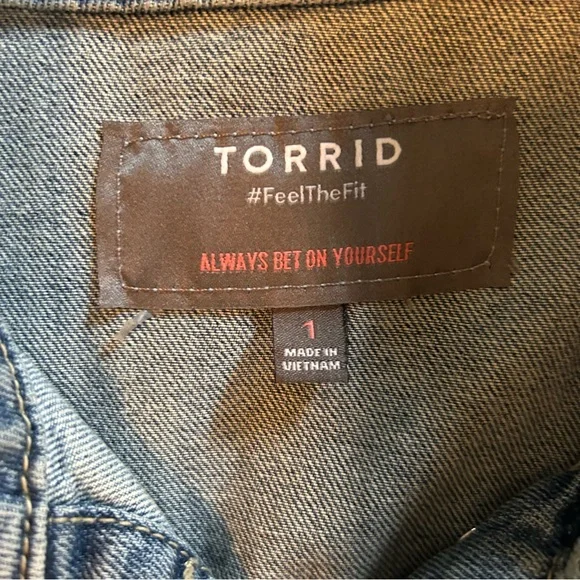 TORRID
#FeelTheFit
ALWAYS BET ON YOURSELF
1
MADE IN
VIETNAM